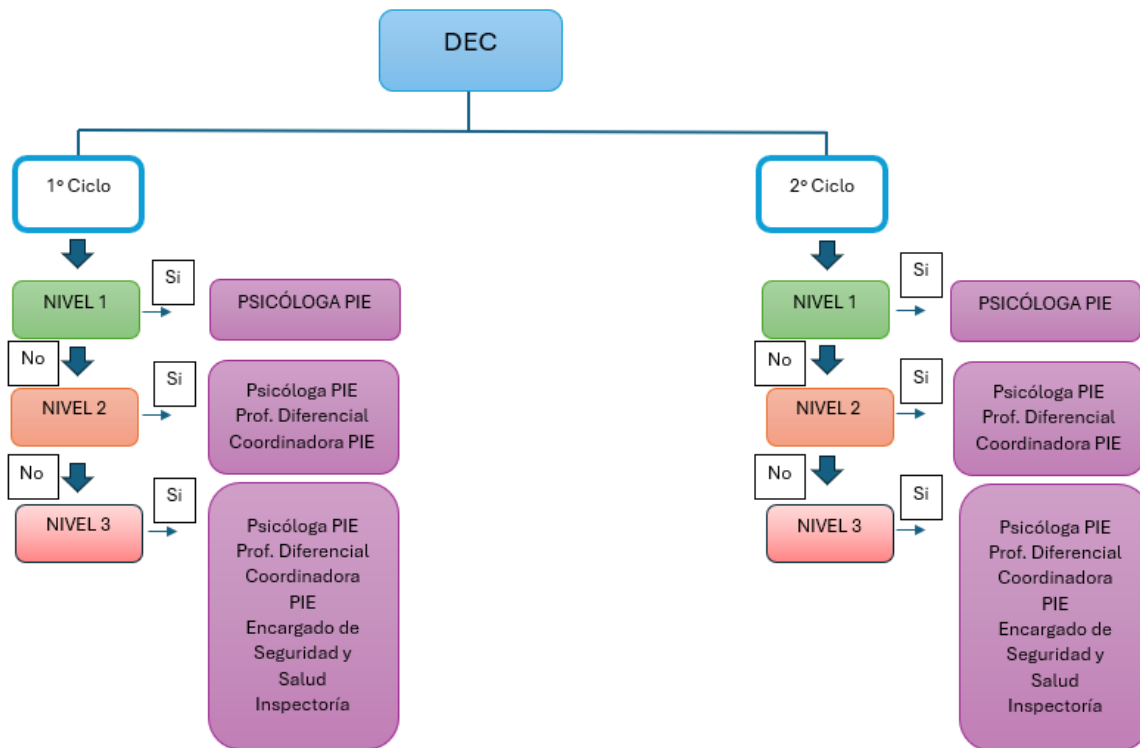 DEC
1° Ciclo
2° Ciclo
Si
NIVEL 1
PSICÓLOGA PIE
Si
NIVEL 1
PSICÓLOGA PIE
No
Si
NIVEL 2
Psicóloga PIE
Prof. Diferencial
Coordinadora PIE
No
Si
NIVEL 2
Psicóloga PIE
Prof. Diferencial
Coordinadora PIE
No
Si
NIVEL 3
Psicóloga PIE
Prof. Diferencial
Coordinadora
PIE
Encargado de
Seguridad y
Salud
Inspectoría
No
Si
NIVEL 3
Psicóloga PIE
Prof. Diferencial
Coordinadora
PIE
Encargado de
Seguridad y
Salud
Inspectoría